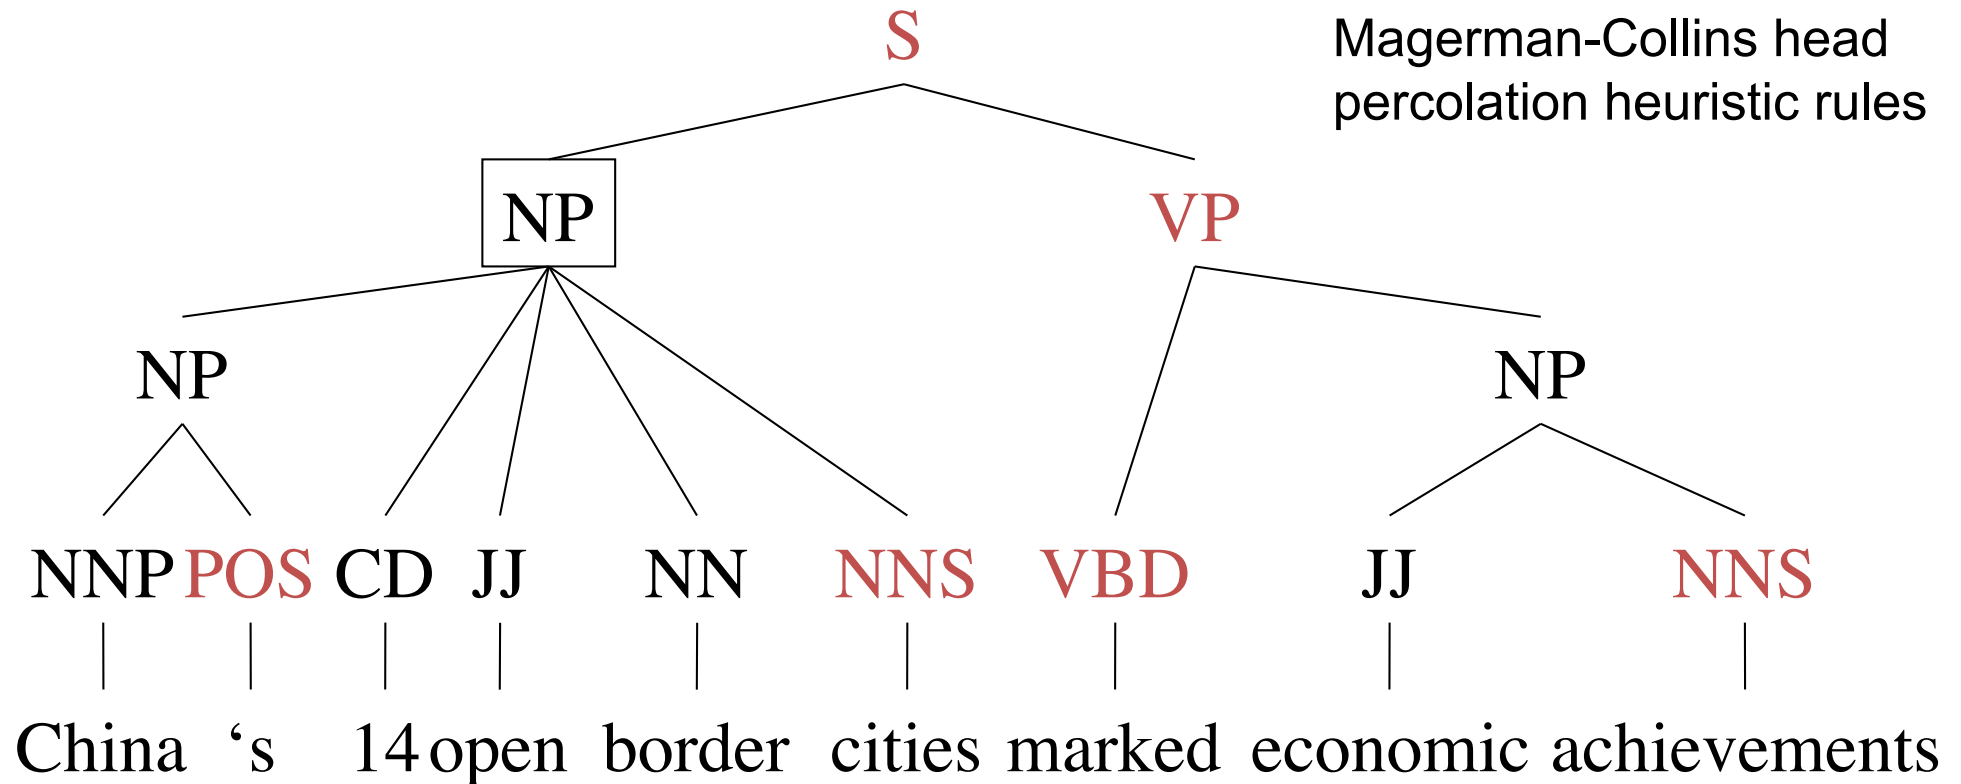 S
Magerman-Collins head
percolation heuristic rules
NP VP
NP NP
NNP POS CD JJ NN NNS VBD JJ NNS
China ‘s 14 open border cities marked economic achievements